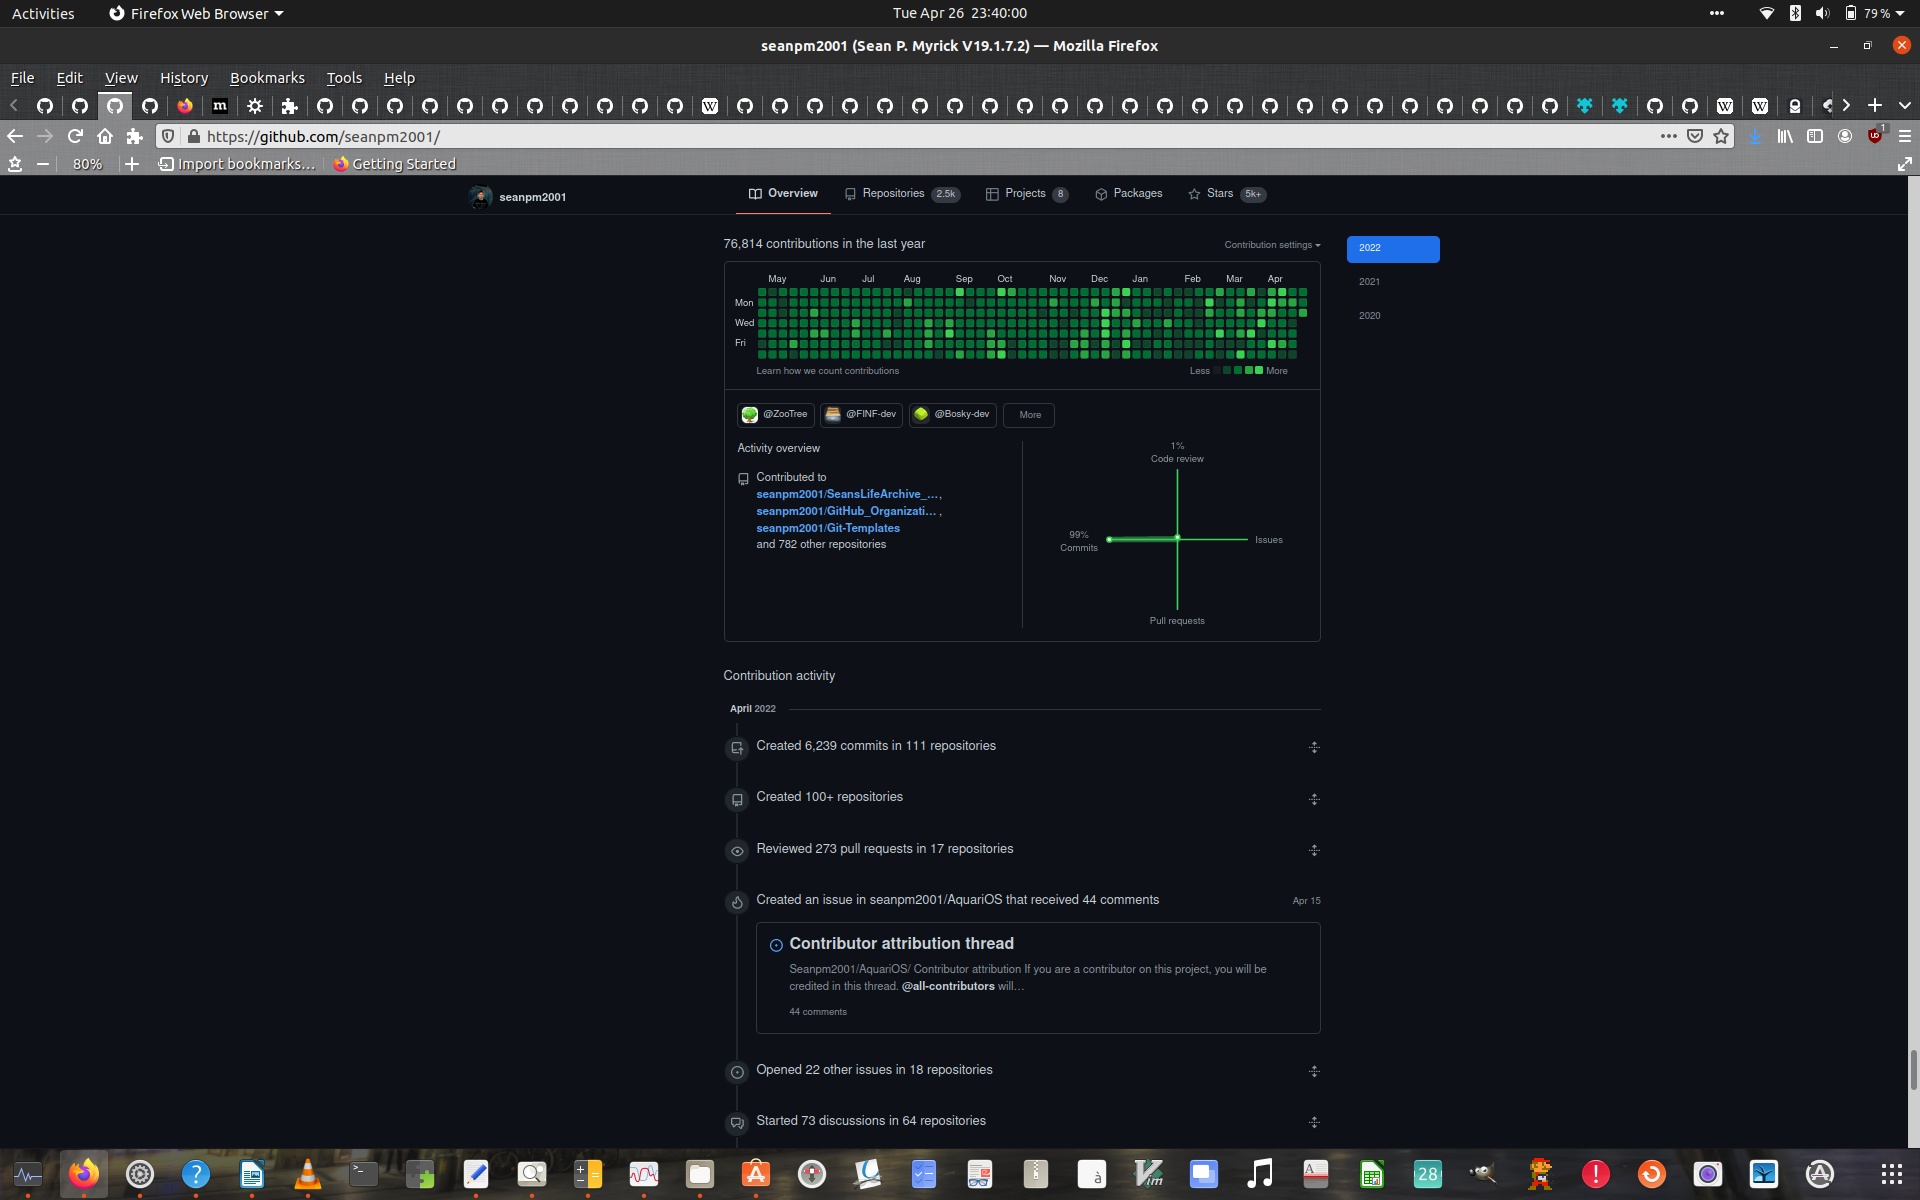 Activities
Firefox Web Browser
Tue Apr 26 23:40:00
79 %
seanpm2001 (Sean P. Myrick V19.1.7.2) — Mozilla Firefox
File Edit View History Bookmarks Tools Help
https://github.com/seanpm2001/
1
80%
Import bookmarks...
Getting Started
seanpm2001
Overview
Repositories 2.5k
Projects 8
Packages
Stars 5k+
76,814 contributions in the last year
Contribution settings
2022
2021
2020
May Jun Jul Aug Sep Oct Nov Dec Jan Feb Mar Apr
Mon
Wed
Fri
Learn how we count contributions
Less More
@ZooTree
@FINF-dev
@Bosky-dev
More
Activity overview
Contributed to
seanpm2001/SeansLifeArchive_... ,
seanpm2001/GitHub_Organizati... ,
seanpm2001/Git-Templates
and 782 other repositories
1%
Code review
99%
Commits
Issues
Pull requests
Contribution activity
April 2022
Created 6,239 commits in 111 repositories
Created 100+ repositories
Reviewed 273 pull requests in 17 repositories
Created an issue in seanpm2001/AquariOS that received 44 comments
Apr 15
Contributor attribution thread
Seanpm2001/AquariOS/ Contributor attribution If you are a contributor on this project, you will be
credited in this thread. @all-contributors will…
44 comments
Opened 22 other issues in 18 repositories
Started 73 discussions in 64 repositories
28